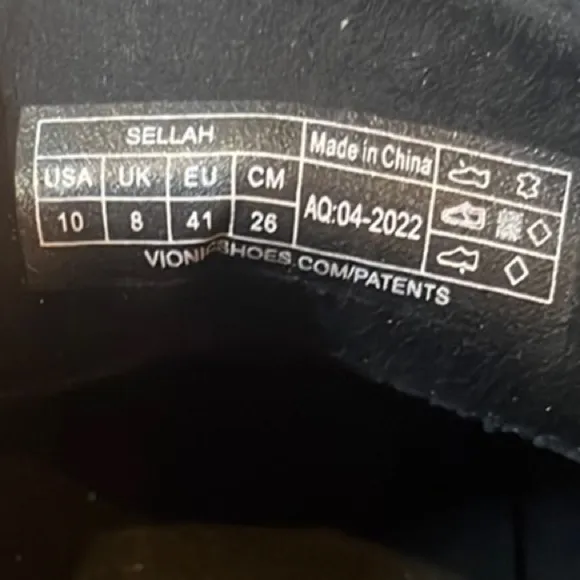 SELLAH
Made in China
USA UK EU CM
10 8 41 26
AQ:04-2022
VIONICSHOES.COM/PATENTS